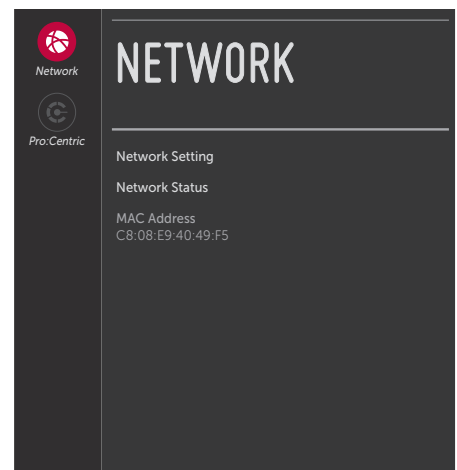 Network
Pro:Centric
NETWORK
Network Setting
Network Status
MAC Address
C8:08:E9:40:49:F5